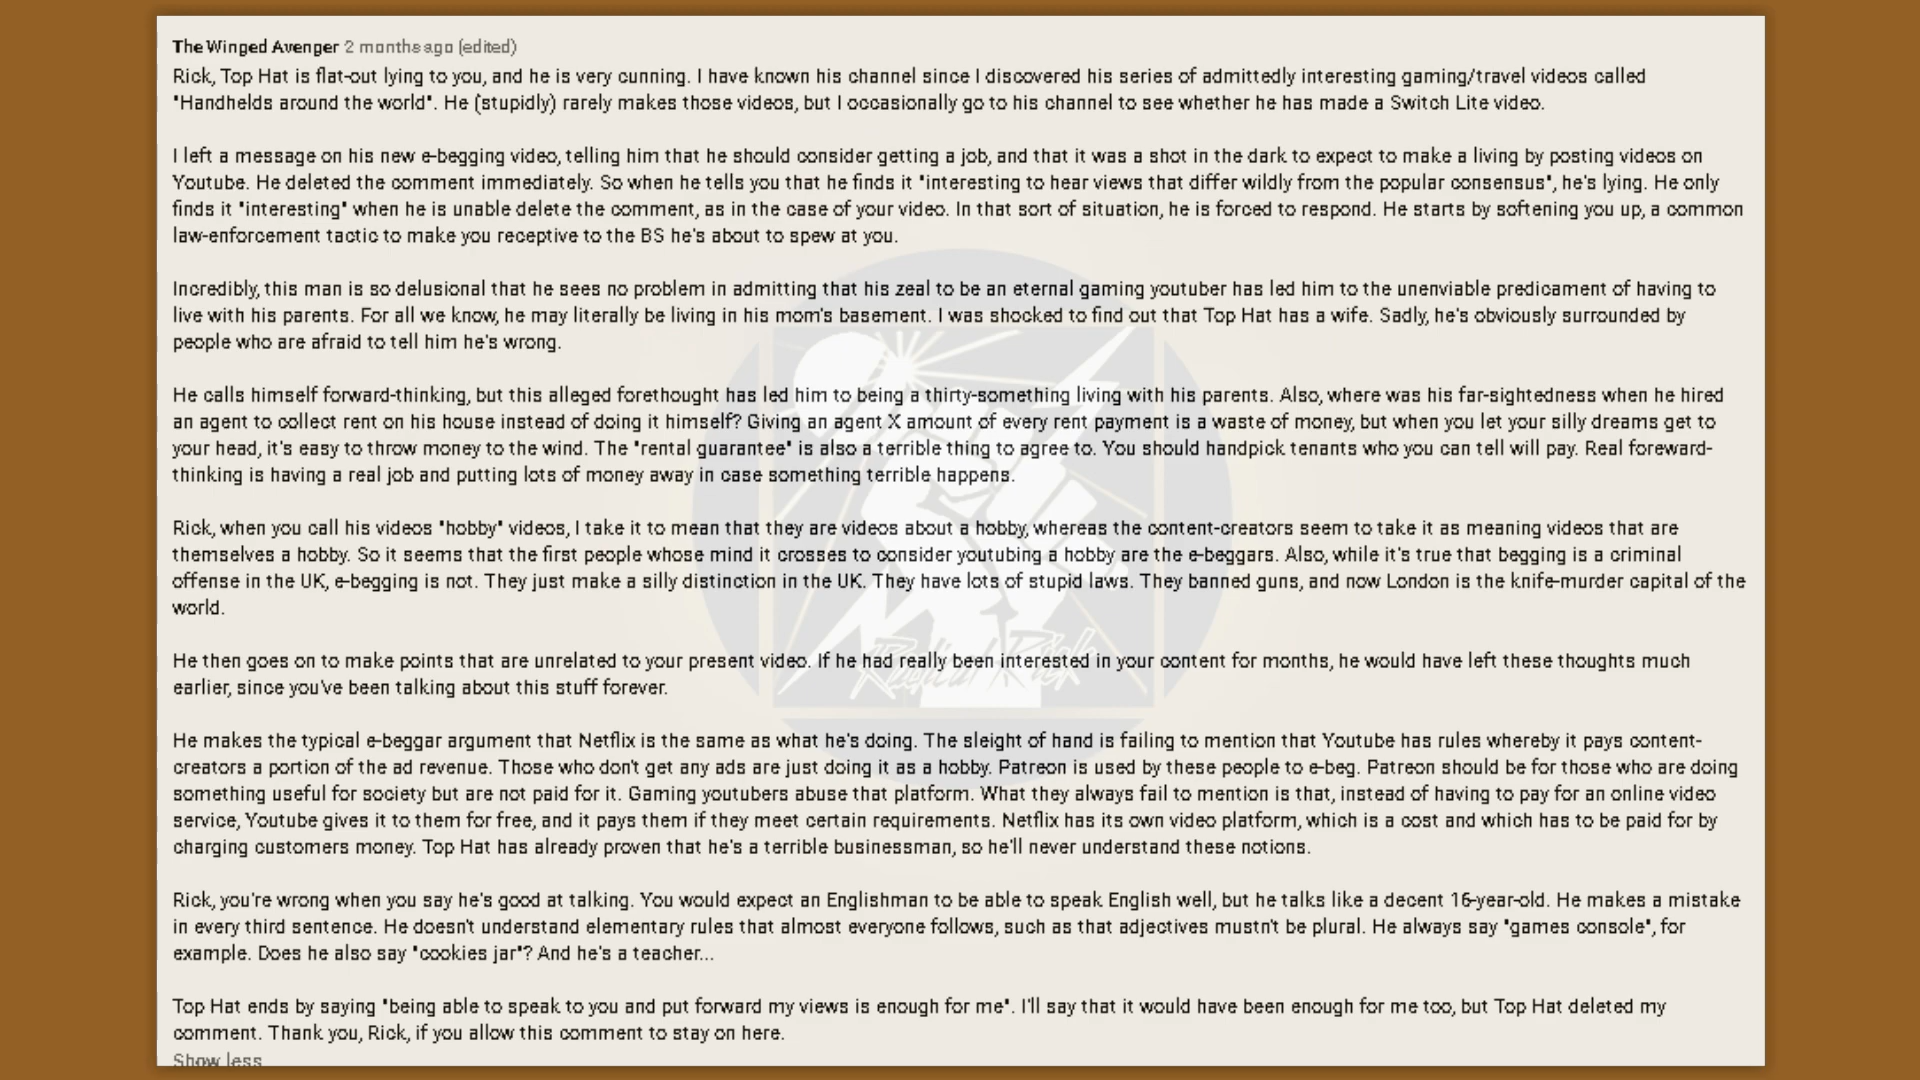 The Winged Avenger 2 months ago (edited)
Rick, Top Hat is flat-out lying to you, and he is very cunning. I have known his channel since I discovered his series of admittedly interesting gaming/travel videos called
"Handhelds around the world". He (stupidly) rarely makes those videos, but I occasionally go to his channel to see whether he has made a Switch Lite video.
I left a message on his new e-begging video, telling him that he should consider getting a job, and that it was a shot in the dark to expect to make a living by posting videos on
Youtube. He deleted the comment immediately. So when he tells you that he finds it "interesting to hear views that differ wildly from the popular consensus", he's lying. He only
finds it "interesting" when he is unable delete the comment, as in the case of your video. In that sort of situation, he is forced to respond. He starts by softening you up, a common
law-enforcement tactic to make you receptive to the BS he's about to spew at you.
Incredibly, this man is so delusional that he sees no problem in admitting that his zeal to be an eternal gaming youtuber has led him to the unenviable predicament of having to
live with his parents. For all we know, he may literally be living in his mom's basement. I was shocked to find out that Top Hat has a wife. Sadly, he's obviously surrounded by
people who are afraid to tell him he's wrong.
He calls himself forward-thinking, but this alleged forethought has led him to being a thirty-something living with his parents. Also, where was his far-sightedness when he hired
an agent to collect rent on his house instead of doing it himself? Giving an agent X amount of every rent payment is a waste of money, but when you let your silly dreams get to
your head, it's easy to throw money to the wind. The "rental guarantee" is also a terrible thing to agree to. You should handpick tenants who you can tell will pay. Real foreward-
thinking is having a real job and putting lots of money away in case something terrible happens.
Rick, when you call his videos "hobby" videos, I take it to mean that they are videos about a hobby, whereas the content-creators seem to take it as meaning videos that are
themselves a hobby. So it seems that the first people whose mind it crosses to consider youtubing a hobby are the e-beggars. Also, while it's true that begging is a criminal
offense in the UK, e-begging is not. They just make a silly distinction in the UK. They have lots of stupid laws. They banned guns, and now London is the knife-murder capital of the
world.
He then goes on to make points that are unrelated to your present video. If he had really been interested in your content for months, he would have left these thoughts much
earlier, since you've been talking about this stuff forever.
Radical Rick
He makes the typical e-beggar argument that Netflix is the same as what he's doing. The sleight of hand is failing to mention that Youtube has rules whereby it pays content-
creators a portion of the ad revenue. Those who don't get any ads are just doing it as a hobby. Patreon is used by these people to e-beg. Patreon should be for those who are doing
something useful for society but are not paid for it. Gaming youtubers abuse that platform. What they always fail to mention is that, instead of having to pay for an online video
service, Youtube gives it to them for free, and it pays them if they meet certain requirements. Netflix has its own video platform, which is a cost and which has to be paid for by
charging customers money. Top Hat has already proven that he's a terrible businessman, so he'll never understand these notions.
Rick, you're wrong when you say he's good at talking. You would expect an Englishman to be able to speak English well, but he talks like a decent 16-year-old. He makes a mistake
in every third sentence. He doesn't understand elementary rules that almost everyone follows, such as that adjectives mustn't be plural. He always say "games console", for
example. Does he also say "cookies jar"? And he's a teacher...
Top Hat ends by saying "being able to speak to you and put forward my views is enough for me". I'll say that it would have been enough for me too, but Top Hat deleted my
comment. Thank you, Rick, if you allow this comment to stay on here.
Show less